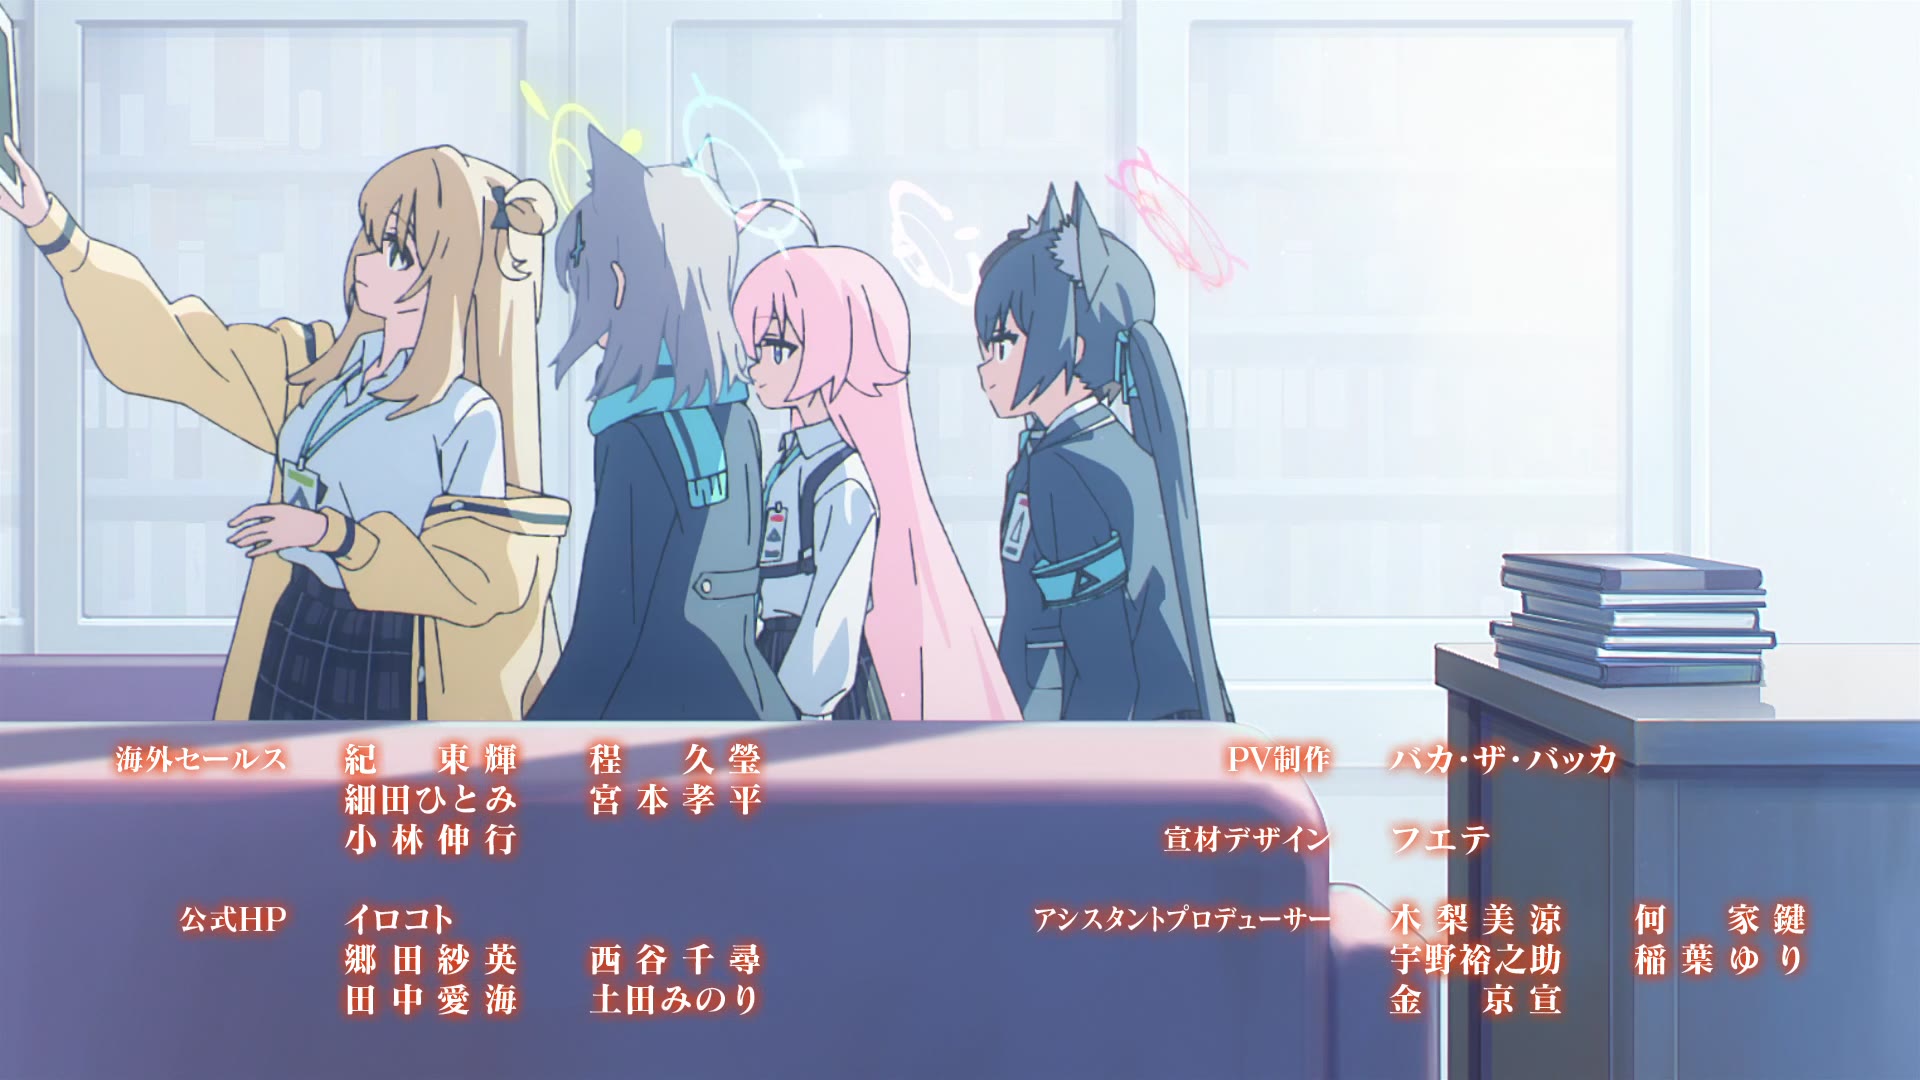 海外セールス 紀東輝 程久瑩
細田ひとみ 宮本孝平
小林伸行
公式HP イロコト
郷田紗英 西谷千尋
田中愛海 土田みのり
PV制作 バカ・ザ・バッカ
宣材デザイン フエテ
アシスタントプロデューサー 木梨美涼 何家鍵
宇野裕之助 稲葉ゆり
金京宣